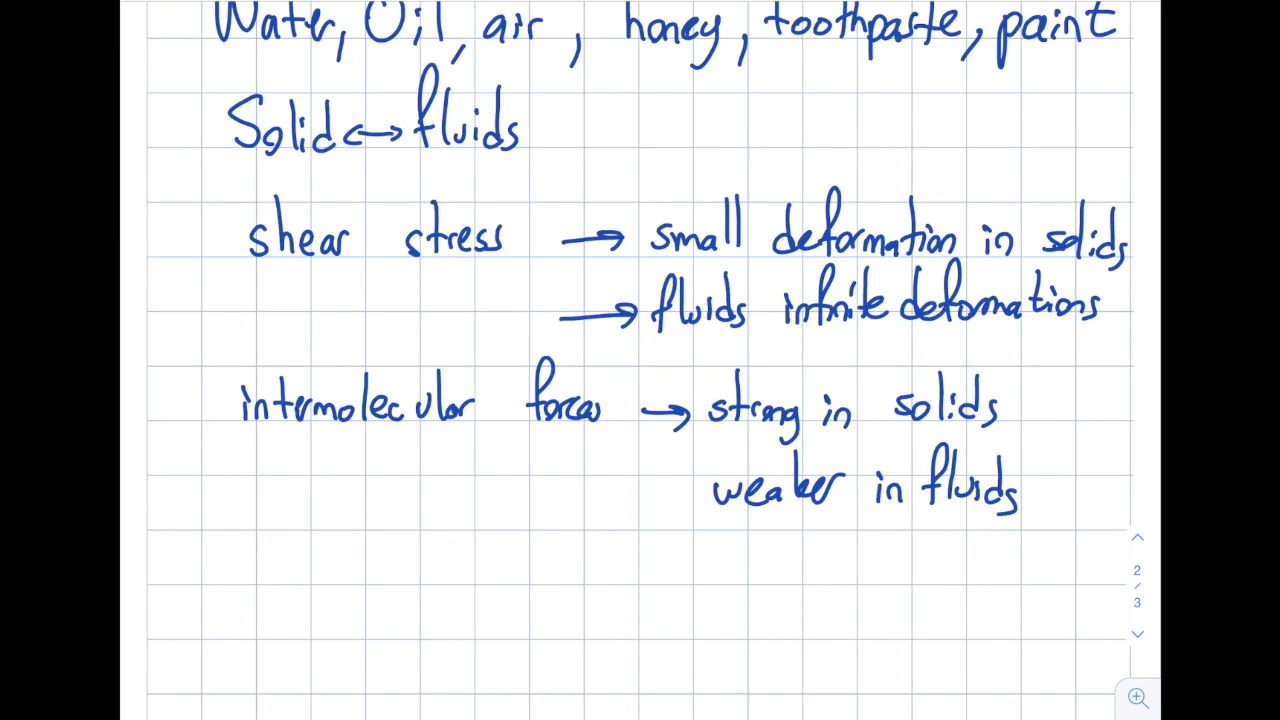 Water, Oil, air, honey, toothpaste, paint
Solid ↔ fluids
shear stress → small deformation in solids
→ fluids infinite deformations
intermolecular forces → strong in solids
weaker in fluids
2
/
3